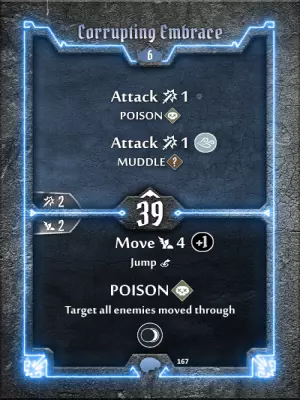 Corrupting Embrace
6
Attack 1
POISON
Attack 1
MUDDLE ?
2
39
2
Move 4 +1
Jump
POISON
Target all enemies moved through
167